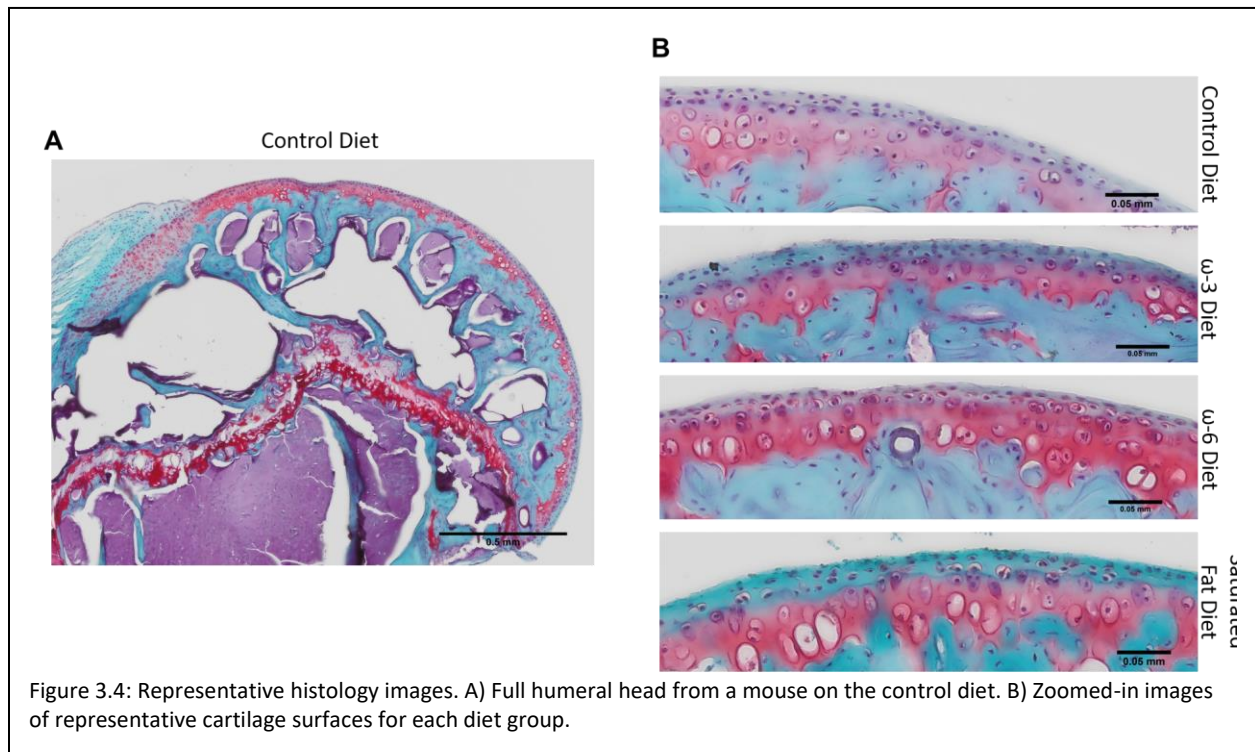 A
Control Diet
0.5 mm
B
Control Diet
0.05 mm
ω-3 Diet
0.05 mm
ω-6 Diet
0.05 mm
Saturated
Fat Diet
0.05 mm
Figure 3.4: Representative histology images. A) Full humeral head from a mouse on the control diet. B) Zoomed-in images
of representative cartilage surfaces for each diet group.